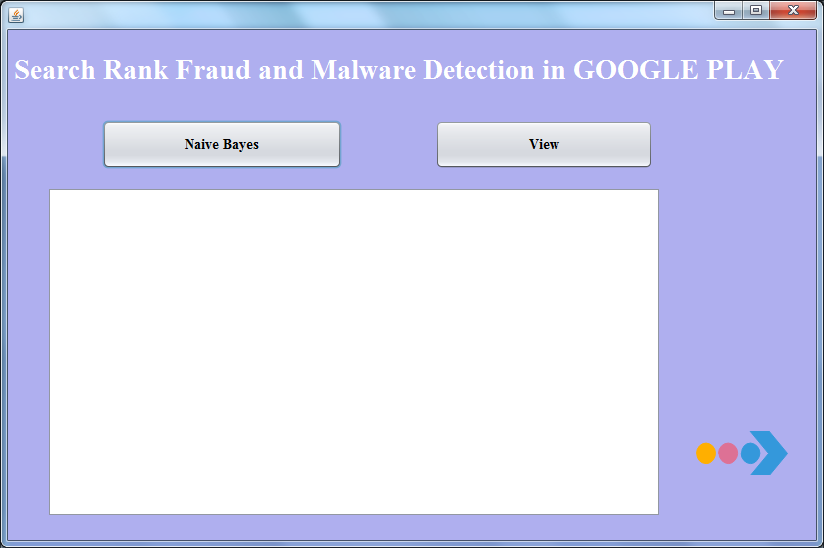 Search Rank Fraud and Malware Detection in GOOGLE PLAY
Naive Bayes
View